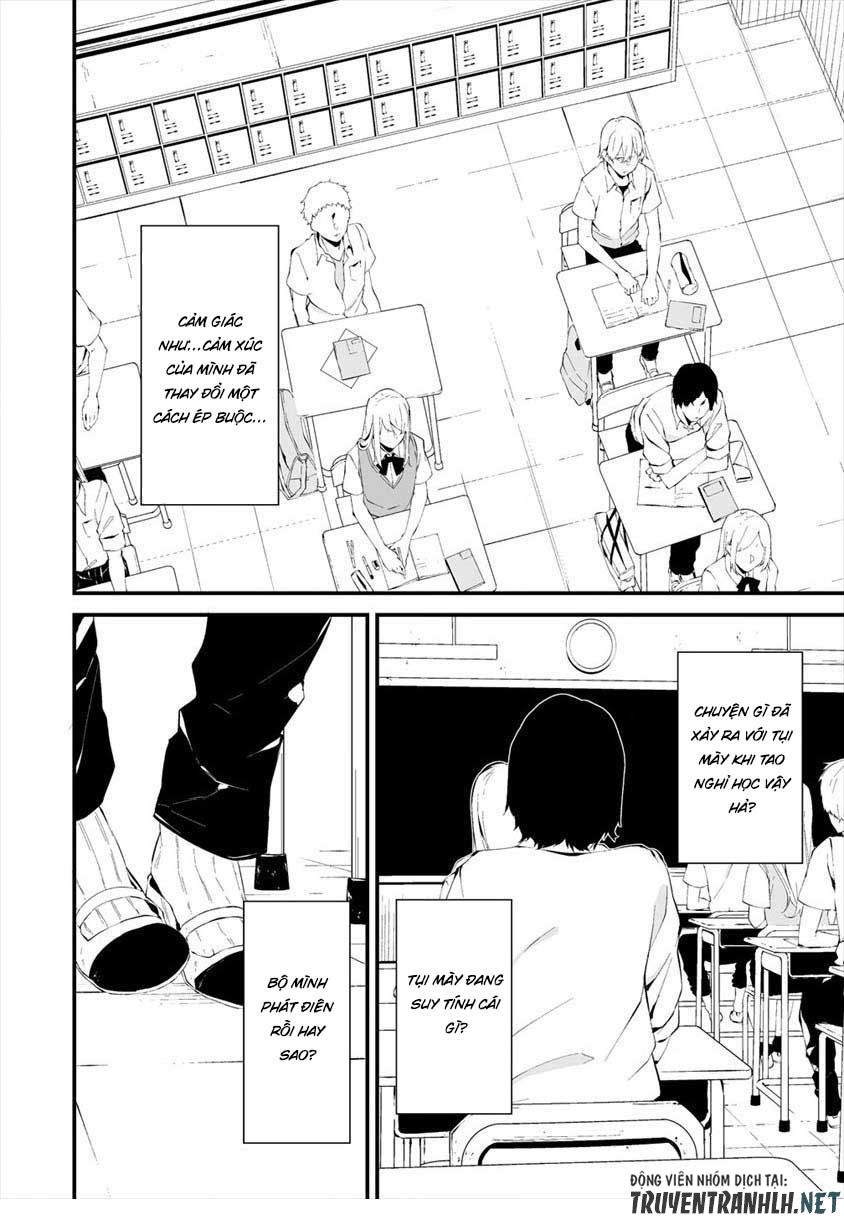 CẢM GIÁC
NHƯ...CẢM XÚC
CỦA MÌNH ĐÃ
THAY ĐỔI MỘT
CÁCH ÉP BUỘC...
CHUYỆN GÌ ĐÃ
XẢY RA VỚI TỤI
MÀY KHI TAO
NGHỈ HỌC VẬY
HẢ?
TỤI MÀY ĐANG
SUY TÍNH CÁI
GÌ?
BỘ MÌNH
PHÁT ĐIÊN
RỒI HAY
SAO?
ĐỘNG VIÊN NHÓM DỊCH TẠI:
TRUYENTRANHLH.NET